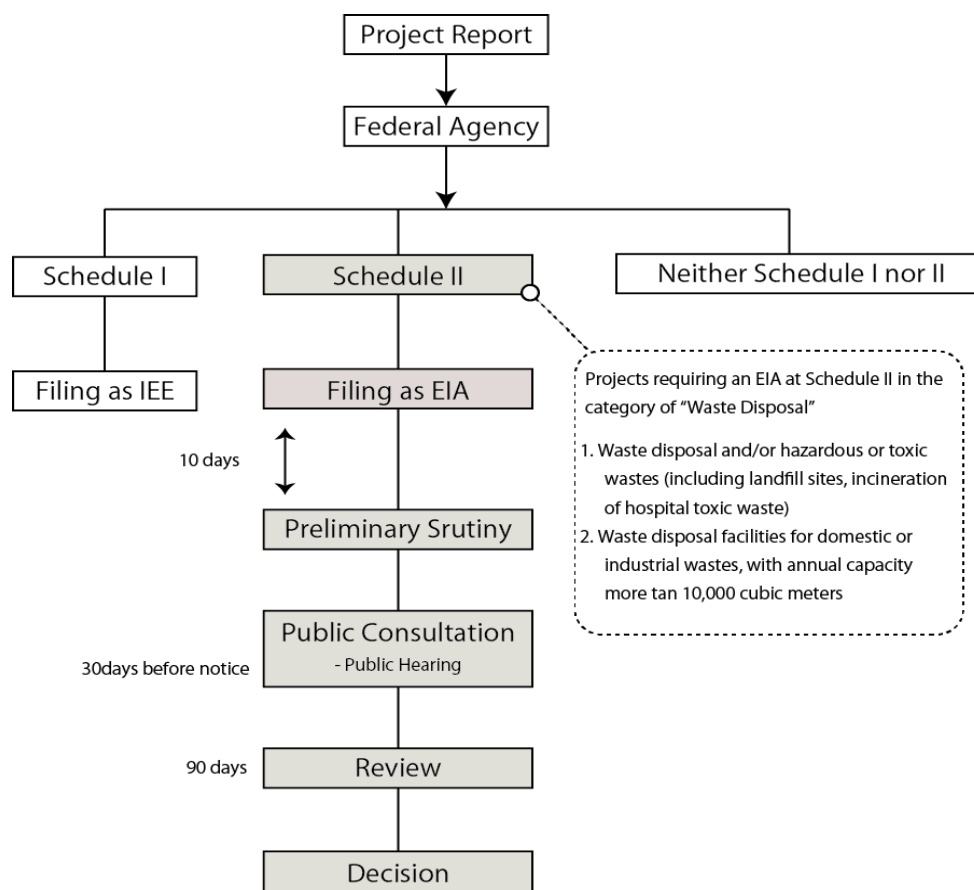 Project Report
Federal Agency
Schedule I
Schedule II
Neither Schedule I nor II
Filing as IEE
Filing as EIA
Projects requiring an EIA at Schedule II in the
category of “Waste Disposal”
1. Waste disposal and/or hazardous or toxic
wastes (including landfill sites, incineration
of hospital toxic waste)
2. Waste disposal facilities for domestic or
industrial wastes, with annual capacity
more tan 10,000 cubic meters
10 days
Preliminary Srutiny
Public Consultation
- Public Hearing
30days before notice
90 days
Review
Decision